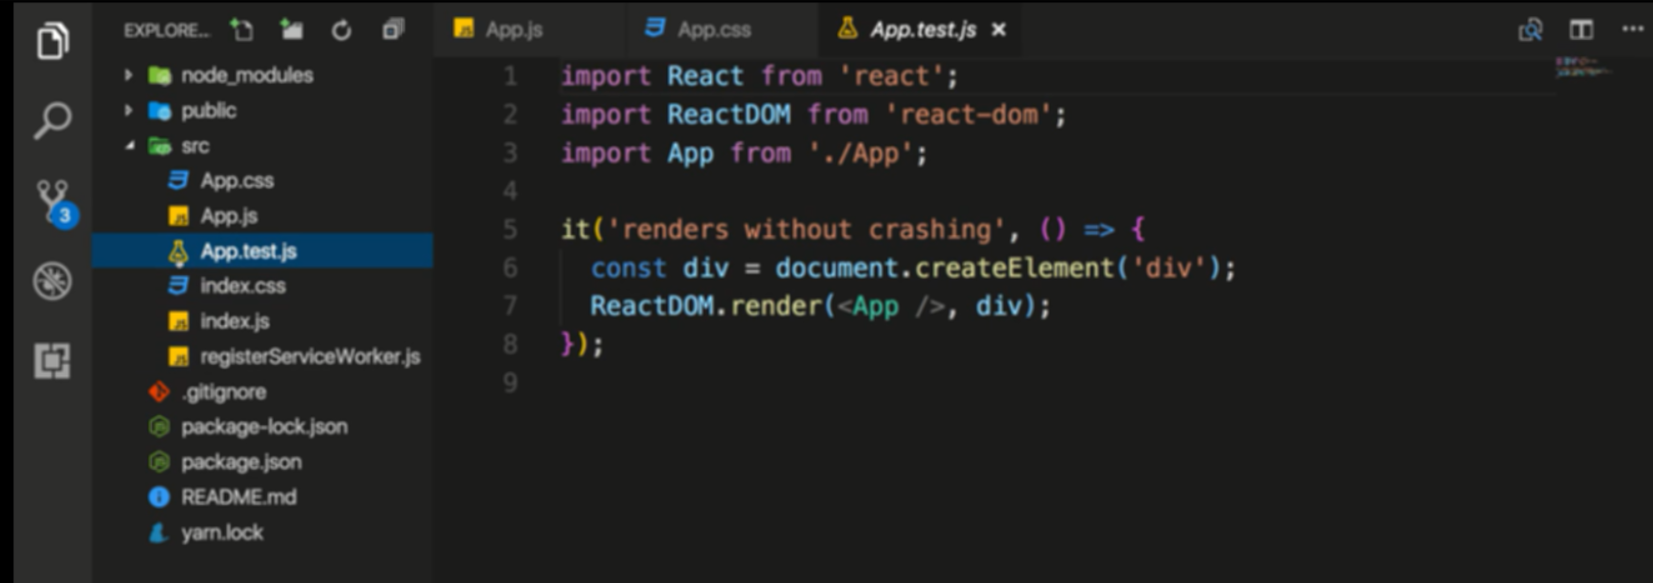 EXPLORE...
node_modules
public
src
App.css
App.js
App.test.js
index.css
index.js
registerServiceWorker.js
.gitignore
package-lock.json
package.json
README.md
yarn.lock
3
App.js
App.css
App.test.js
1 import React from 'react';
2 import ReactDOM from 'react-dom';
3 import App from './App';
4
5 it('renders without crashing', () => {
6   const div = document.createElement('div');
7   ReactDOM.render(<App />, div);
8 });
9